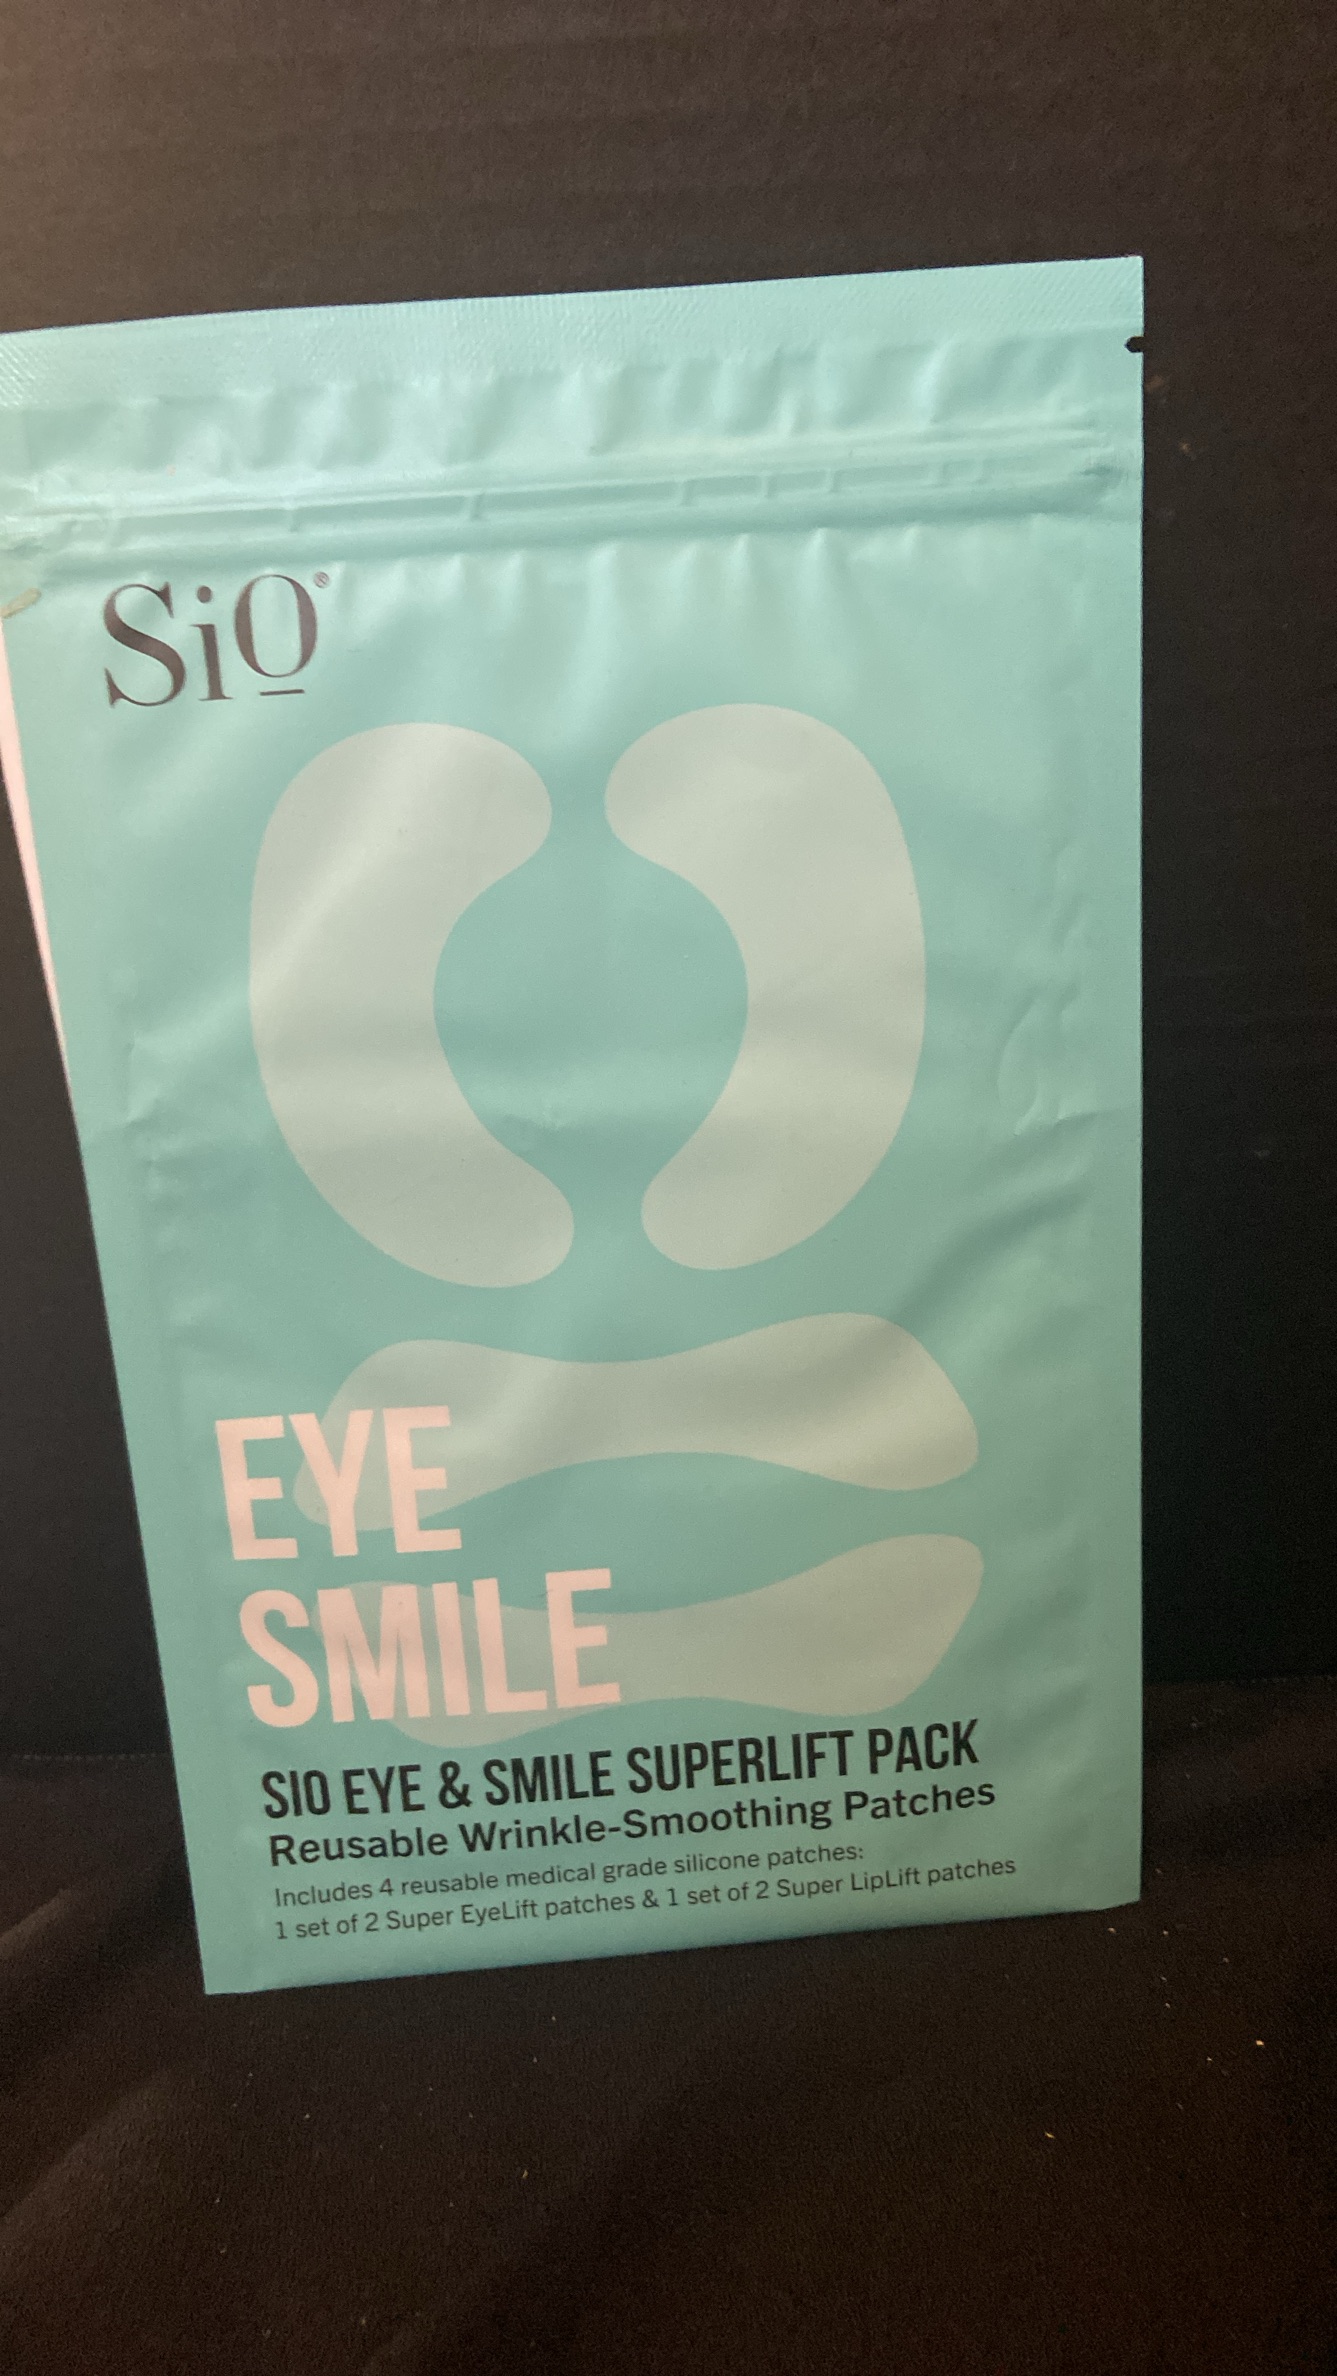 SiO®
EYE
SMILE
SIO EYE & SMILE SUPERLIFT PACK
Reusable Wrinkle-Smoothing Patches
Includes 4 reusable medical grade silicone patches:
1 set of 2 Super EyeLift patches & 1 set of 2 Super LipLift patches